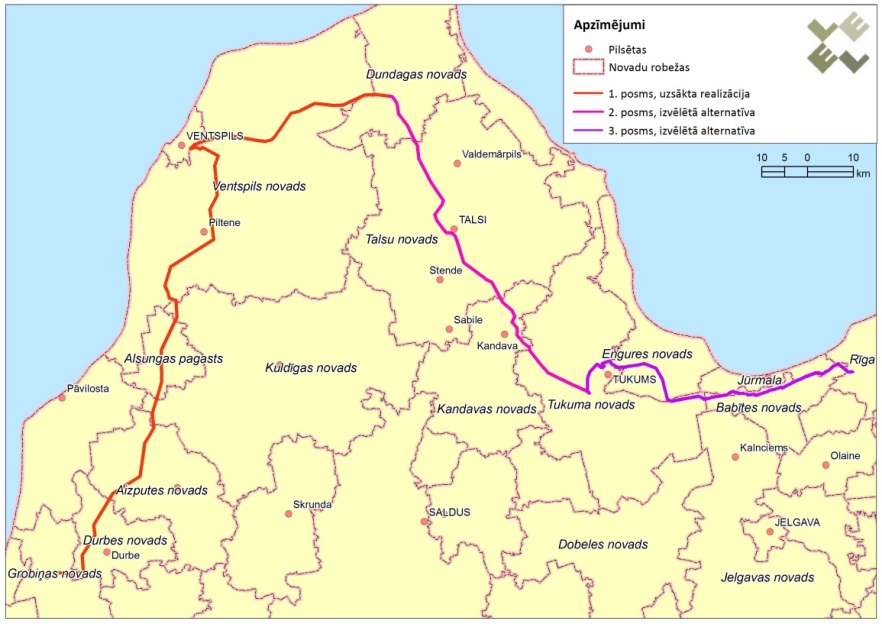 Apzīmējumi
Pilsētas
Novadu robežas
1. posms, uzsākta realizācija
2. posms, izvēlētā alternatīva
3. posms, izvēlētā alternatīva
10 5 0 10
km
Dundagas novads
VENTSPILS
Valdemārpils
Ventspils novads
Piltene
TALSI
Talsu novads
Stende
Sabile
Kandava
Engures novads
Rīga
Alsungas pagasts
Kuldīgas novads
TUKUMS
Jūrmala
Pāvilosta
Kandavas novads
Tukuma novads
Babītes novads
Kalnciems
Olaine
Aizputes novads
Skrunda
SALDUS
JELGAVA
Durbes novads
Durbe
Dobeles novads
Grobiņas novads
Jelgavas novads